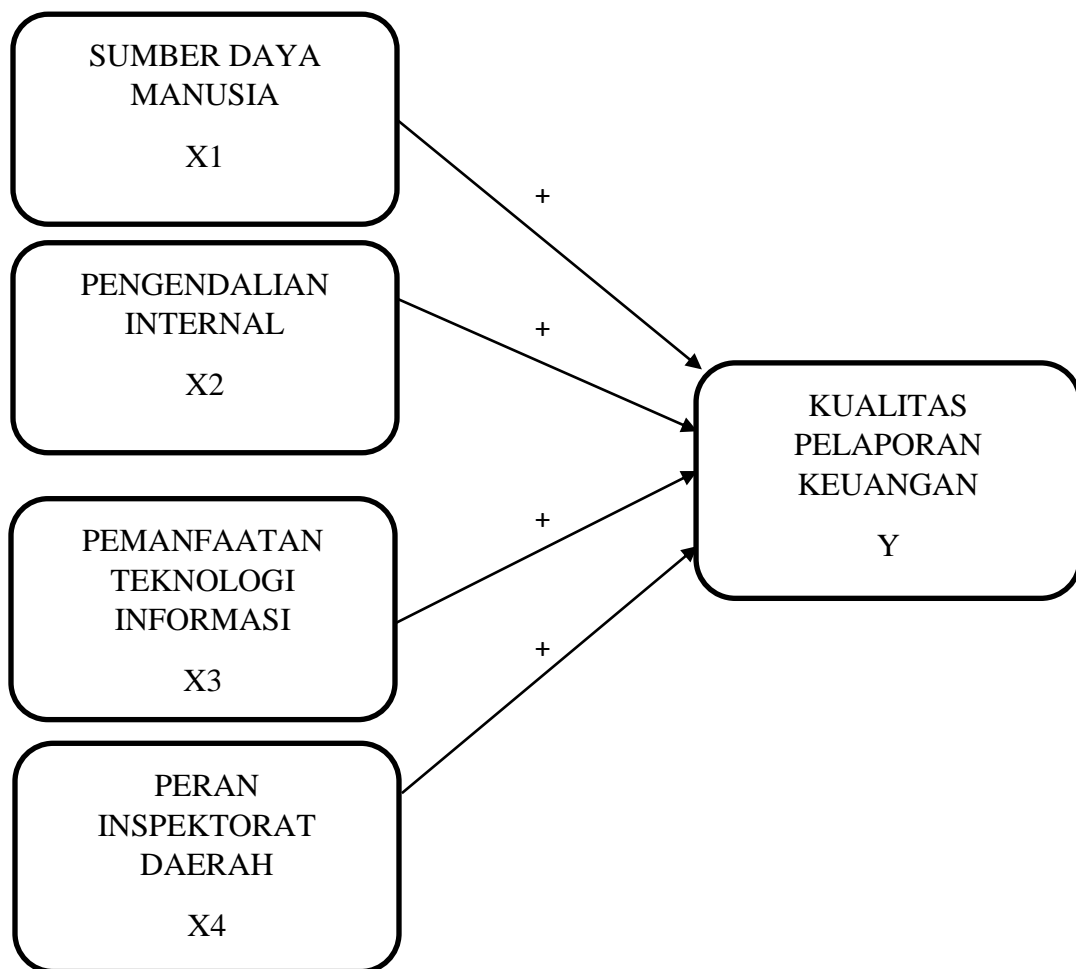 SUMBER DAYA
MANUSIA
X1
+
PENGENDALIAN
INTERNAL
X2
+
PEMANFAATAN
TEKNOLOGI
INFORMASI
X3
+
PERAN
INSPEKTORAT
DAERAH
X4
+
KUALITAS
PELAPORAN
KEUANGAN
Y